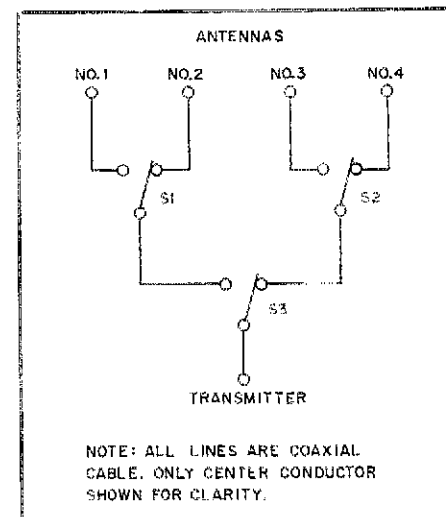 ANTENNAS
NO.1 NO.2 NO.3 NO.4
S1 S2
S3
TRANSMITTER
NOTE: ALL LINES ARE COAXIAL
CABLE. ONLY CENTER CONDUCTOR
SHOWN FOR CLARITY.